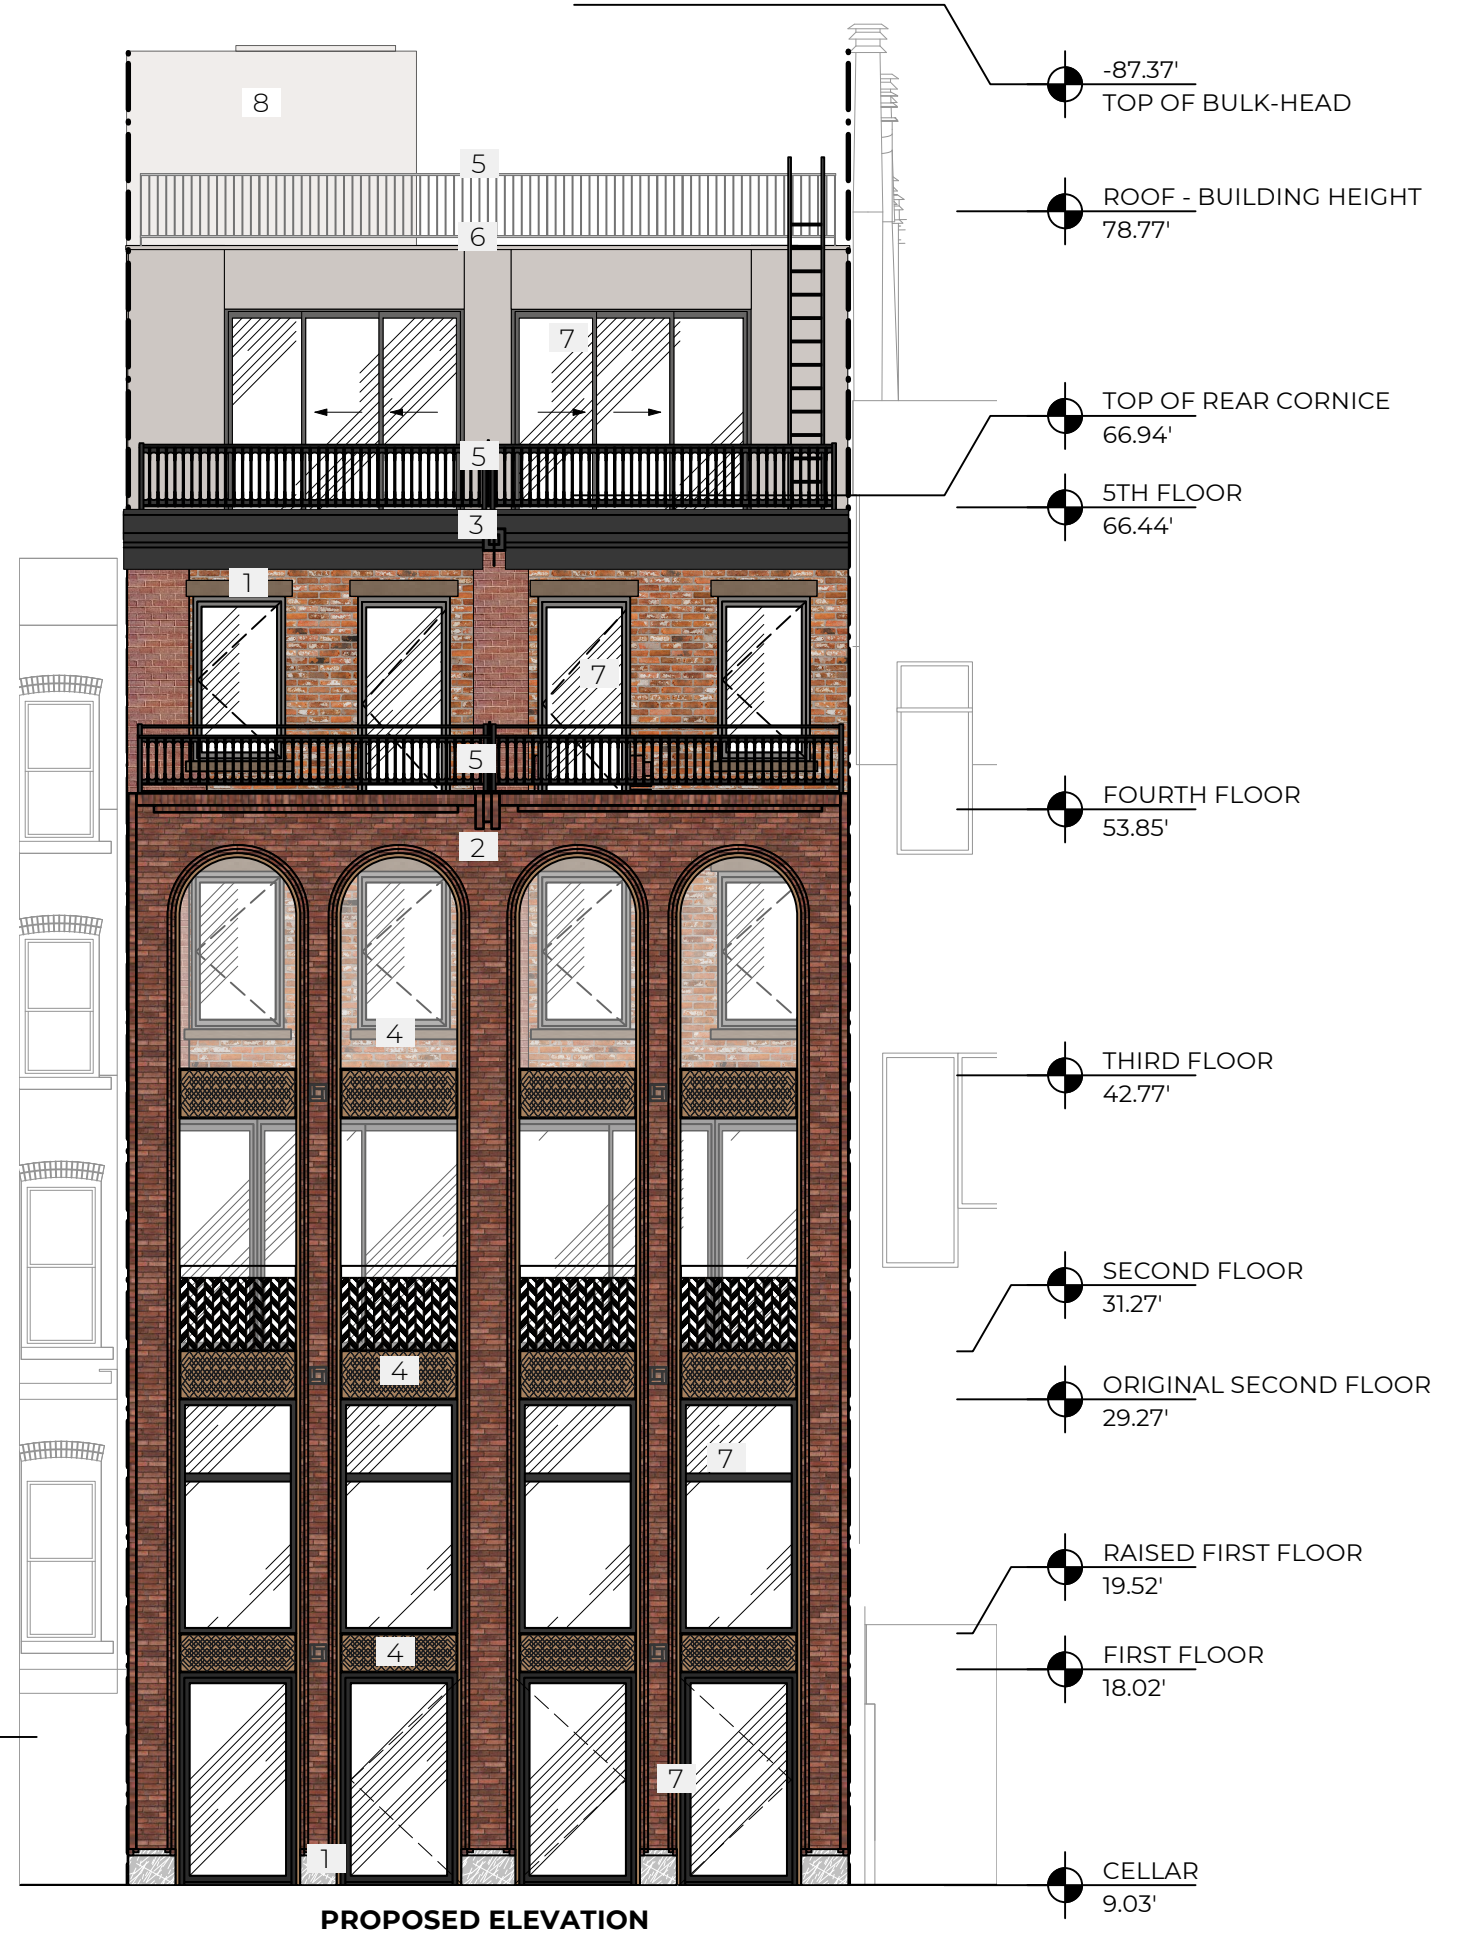 -87.37'
TOP OF BULK-HEAD
8
5
ROOF - BUILDING HEIGHT
78.77'
6
7
TOP OF REAR CORNICE
66.94'
5
5TH FLOOR
66.44'
3
1
7
5
FOURTH FLOOR
53.85'
2
4
THIRD FLOOR
42.77'
SECOND FLOOR
31.27'
4
ORIGINAL SECOND FLOOR
29.27'
7
RAISED FIRST FLOOR
19.52'
4
FIRST FLOOR
18.02'
7
1
CELLAR
9.03'
PROPOSED ELEVATION